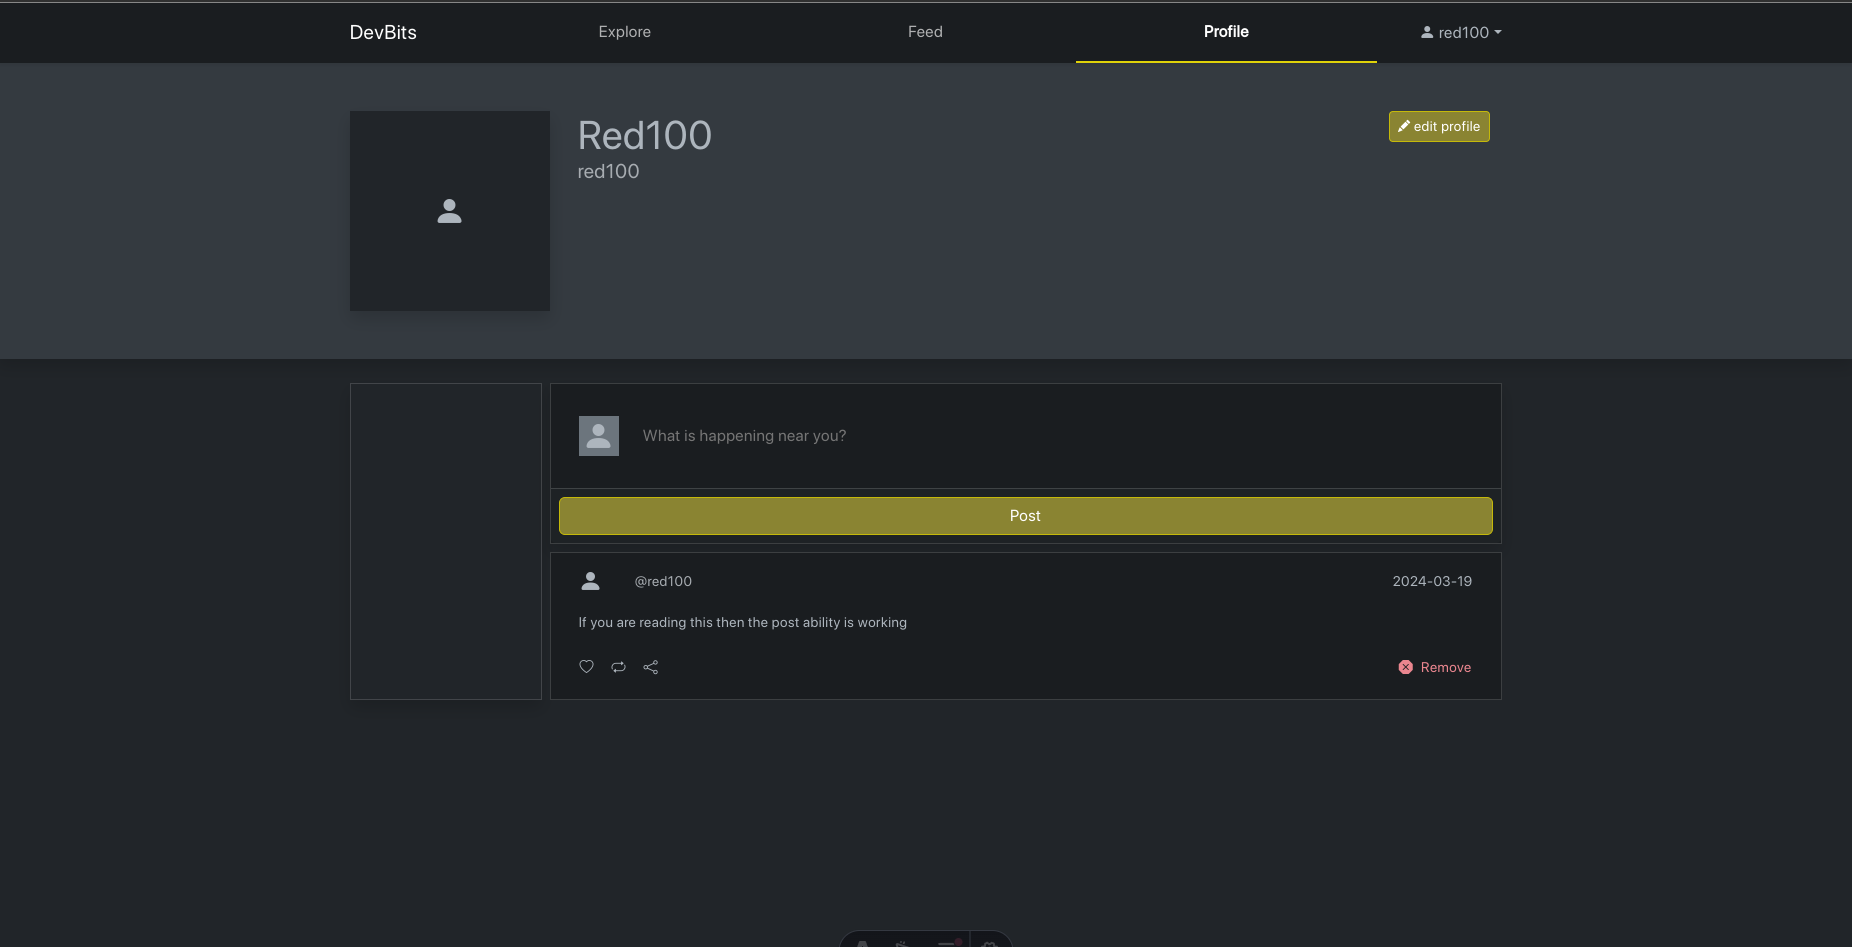 DevBits
Explore
Feed
Profile
red100
Red100
red100
edit profile
What is happening near you?
Post
@red100
2024-03-19
If you are reading this then the post ability is working
Remove